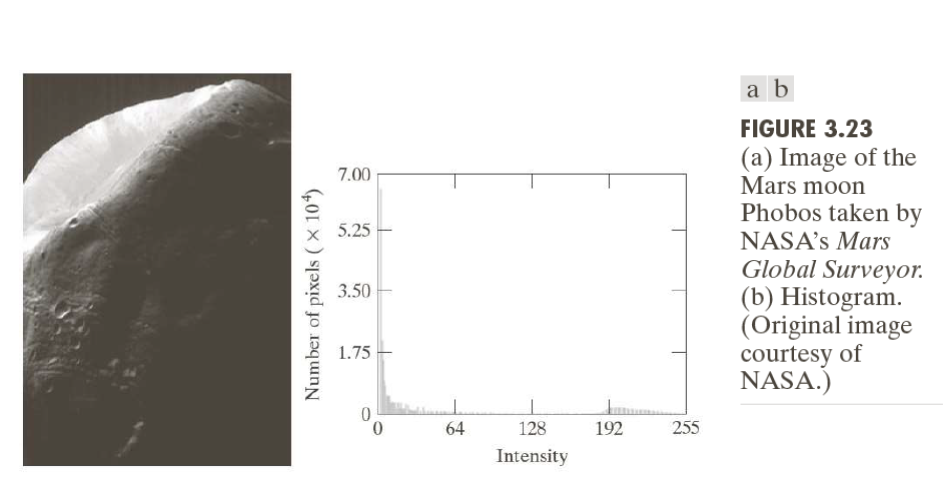 7.00
5.25
3.50
1.75
0
Number of pixels ( × 10⁴)
0 64 128 192 255
Intensity
a b
FIGURE 3.23
(a) Image of the
Mars moon
Phobos taken by
NASA’s Mars
Global Surveyor.
(b) Histogram.
(Original image
courtesy of
NASA.)